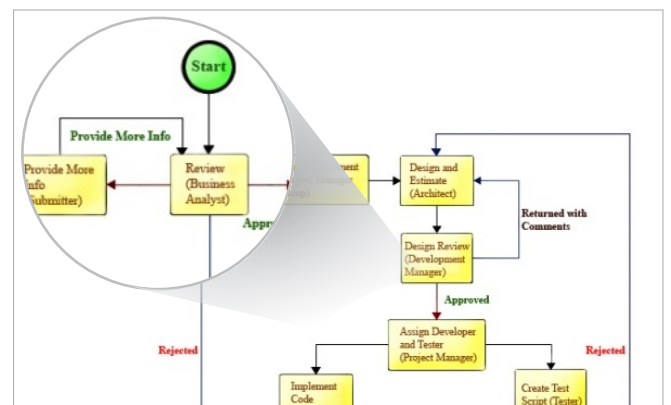 Start
Provide More Info
Provide More
Info
(Submitter)
Review
(Business
Analyst)
Design and
Estimate
(Architect)
Returned with
Comments
Design Review
(Development
Manager)
Approved
Assign Developer
and Tester
(Project Manager)
Rejected
Rejected
Implement
Code
Create Test
Script (Tester)